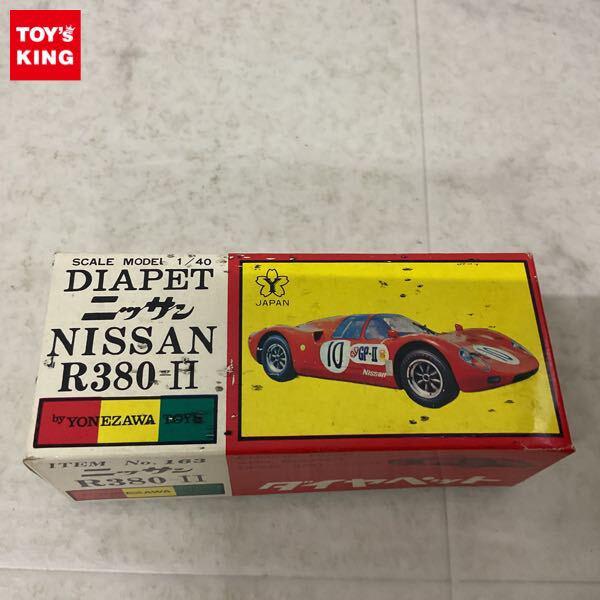 TOY's
KING
SCALE MODEL 1/40
DIAPET
ニッサン
NISSAN
R380-II
by YONEZAWA TOYS
Y
JAPAN
10
GP-II
Nissan
10
ITEM No. 163
ニッサン
R380 II
ダイヤペット